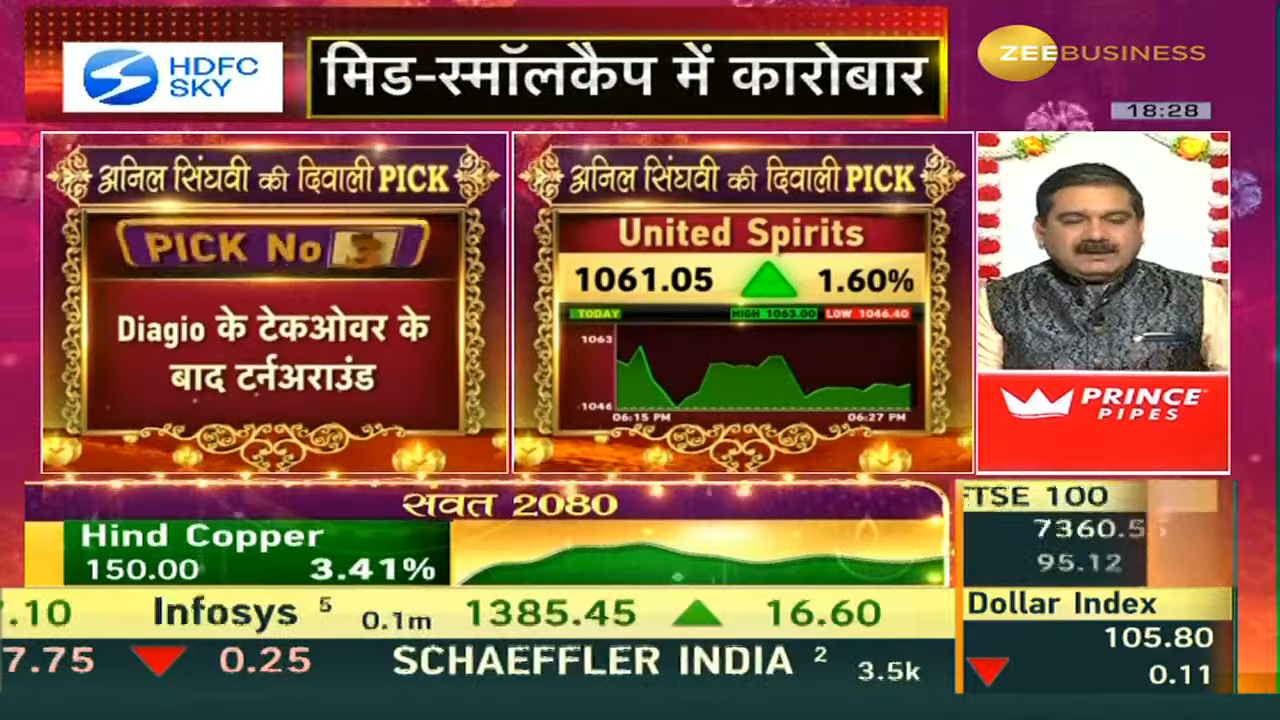 HDFC
SKY
मिड-स्मॉलकैप में कारोबार
ZEEBUSINESS
18:28
अनिल सिंघवी की दिवाली PICK
PICK No
Diagio के टेकओवर के
बाद टर्नअराउंड
अनिल सिंघवी की दिवाली PICK
United Spirits
1061.05 1.60%
TODAY HIGH 1063.00 LOW 1046.40
1063
1046
06:15 PM 06:27 PM
PRINCE
PIPES
संवत 2080
Hind Copper
150.00 3.41%
FTSE 100
7360.5
95.12
Dollar Index
105.80
0.11
.10 Infosys 5 0.1m 1385.45 16.60
7.75 0.25 SCHAEFFLER INDIA 2 3.5k